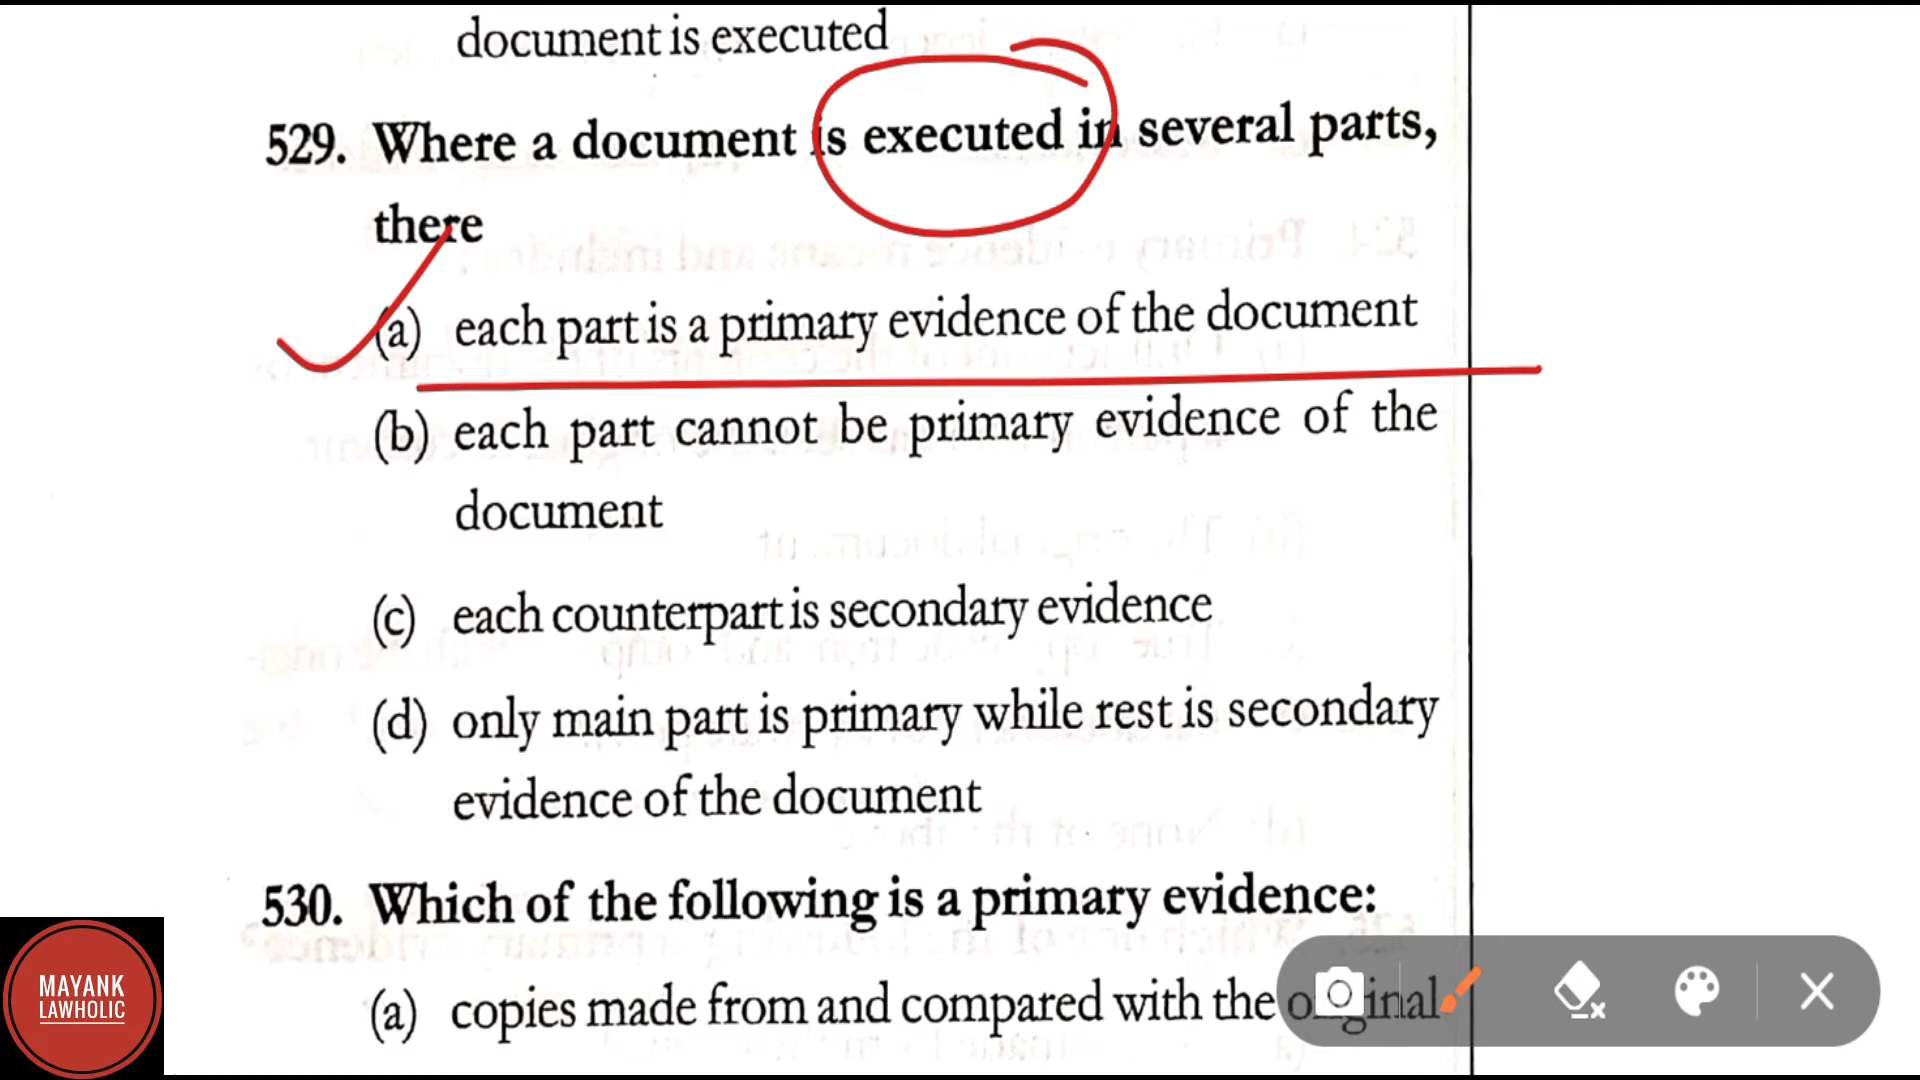 document is executed
529. Where a document is executed in several parts,
there
(a) each part is a primary evidence of the document
(b) each part cannot be primary evidence of the
document
(c) each counterpart is secondary evidence
(d) only main part is primary while rest is secondary
evidence of the document
530. Which of the following is a primary evidence:
(a) copies made from and compared with the original
MAYANK
LAWHOLIC